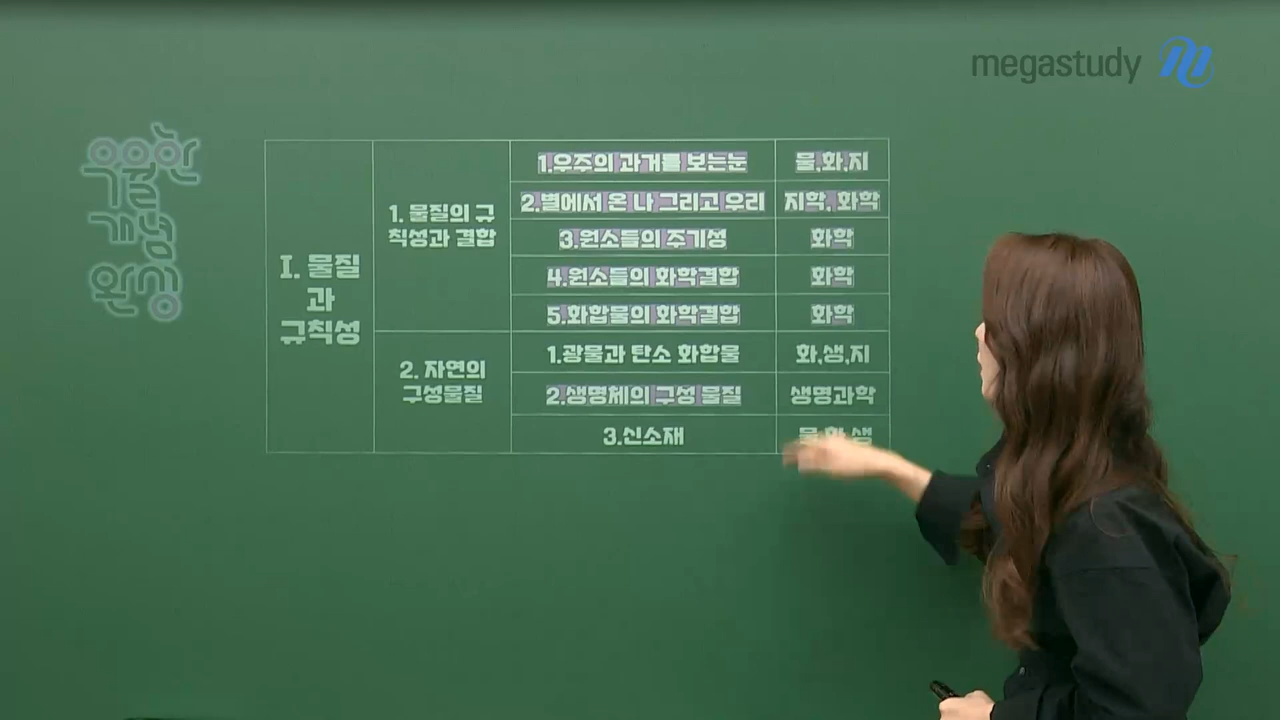 megastudy
I. 물질
과
규칙성
1. 물질의 규
칙성과 결합
1.우주의 과거를 보는눈
물,화,지
2.별에서 온 나 그리고 우리
지학, 화학
3.원소들의 주기성
화학
4.원소들의 화학결합
화학
5.화합물의 화학결합
화학
2. 자연의
구성물질
1.광물과 탄소 화합물
화,생,지
2.생명체의 구성 물질
생명과학
3.신소재
물,화,생